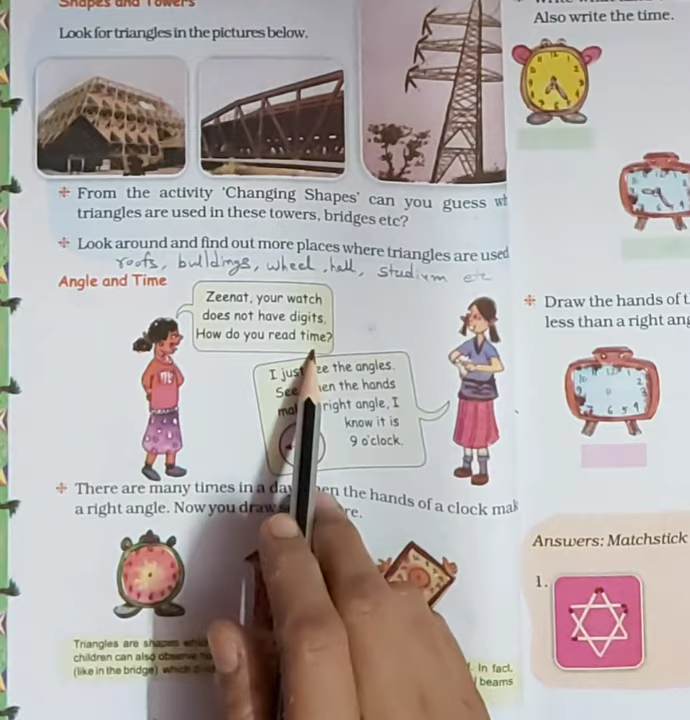 Shapes and Towers
Look for triangles in the pictures below.
From the activity 'Changing Shapes' can you guess
triangles are used in these towers, bridges etc?
Look around and find out more places where triangles are used
roofs, buildings, wheel, hall, studium etc
Angle and Time
Zeenat, your watch
does not have digits.
How do you read time?
I just the angles.
See the hands
right angle, I
know it is
9 o'clock.
There are many times in a day the hands of a clock
a right angle. Now you draw
Triangles are shapes
children can also observe
(like in the bridge)
In fact,
beams
Also write the time.
Draw the hands of
less than a right
Answers: Matchstick
1.